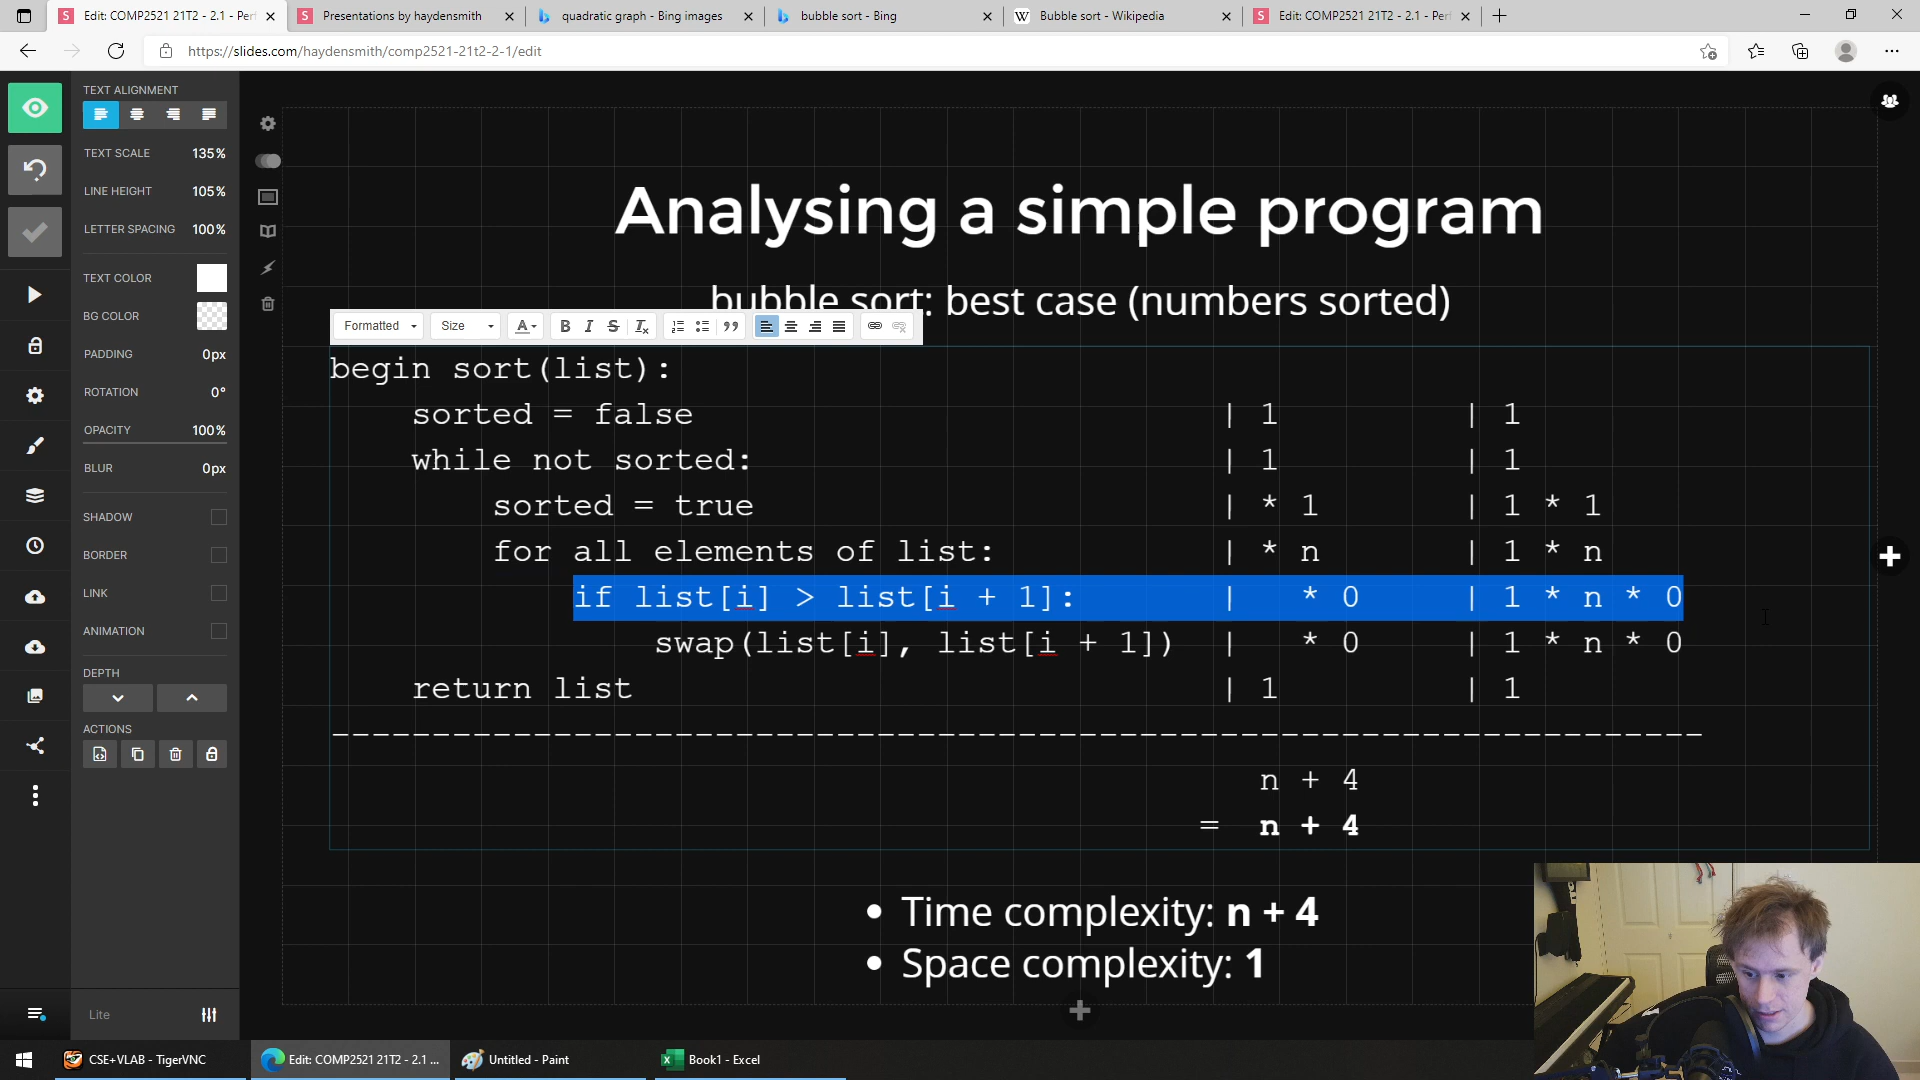 Edit: COMP2521 21T2 - 2.1 - Per
Presentations by haydensmith
quadratic graph - Bing images
bubble sort - Bing
Bubble sort - Wikipedia
Edit: COMP2521 21T2 - 2.1 - Per
https://slides.com/haydensmith/comp2521-21t2-2-1/edit
TEXT ALIGNMENT
TEXT SCALE 135%
LINE HEIGHT 105%
LETTER SPACING 100%
TEXT COLOR
BG COLOR
PADDING 0px
ROTATION 0°
OPACITY 100%
BLUR 0px
SHADOW
BORDER
LINK
ANIMATION
DEPTH
ACTIONS
Lite
Analysing a simple program
bubble sort: best case (numbers sorted)
Formatted Size A B I S Tx
begin sort(list):
sorted = false | 1 | 1
while not sorted: | 1 | 1
sorted = true | * 1 | 1 * 1
for all elements of list: | * n | 1 * n
if list[i] > list[i + 1]: | * 0 | 1 * n * 0
swap(list[i], list[i + 1]) | * 0 | 1 * n * 0
return list | 1 | 1
--------------------------------------------------------------------
n + 4
= n + 4
• Time complexity: n + 4
• Space complexity: 1
CSE+VLAB - TigerVNC
Edit: COMP2521 21T2 - 2.1 ...
Untitled - Paint
Book1 - Excel